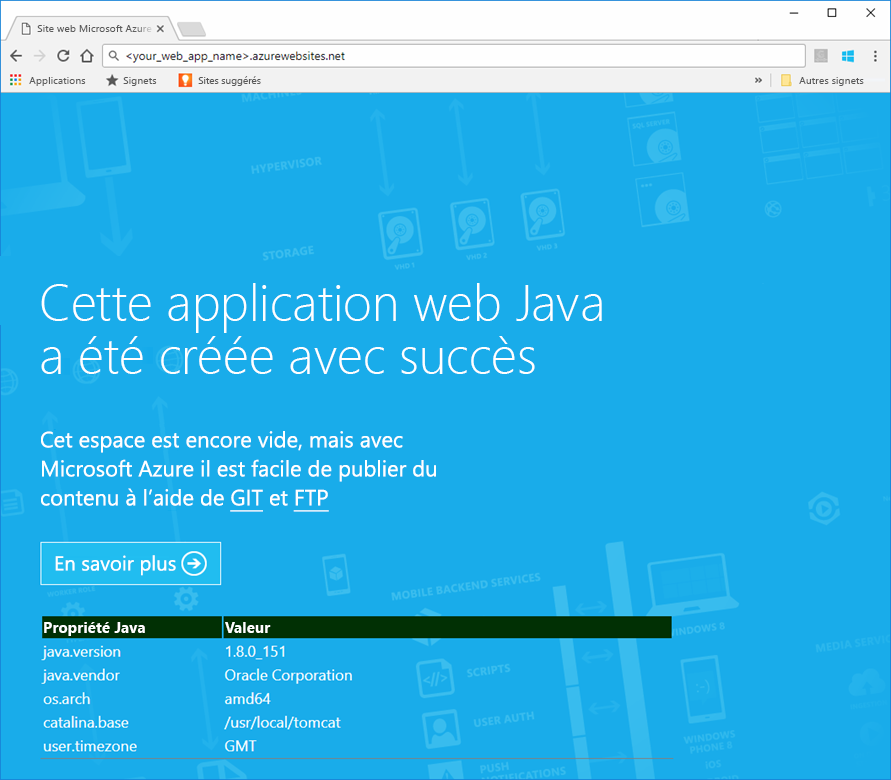 Site web Microsoft Azure
<your_web_app_name>.azurewebsites.net
Applications Signets Sites suggérés » Autres signets
HYPERVISOR
SQL SERVER
STORAGE
VHD 1 VHD 2 VHD 3
Cette application web Java
a été créée avec succès
Cet espace est encore vide, mais avec
Microsoft Azure il est facile de publier du
contenu à l’aide de GIT et FTP
En savoir plus
WORKER ROLE
MOBILE BACKEND SERVICES
Propriété Java Valeur
WINDOWS 8
java.version 1.8.0_151
java.vendor Oracle Corporation
os.arch amd64
catalina.base /usr/local/tomcat
user.timezone GMT
</> SCRIPTS
USER AUTH
PUSH
NOTIFICATIONS
WINDOWS
PHONE 8
iOS